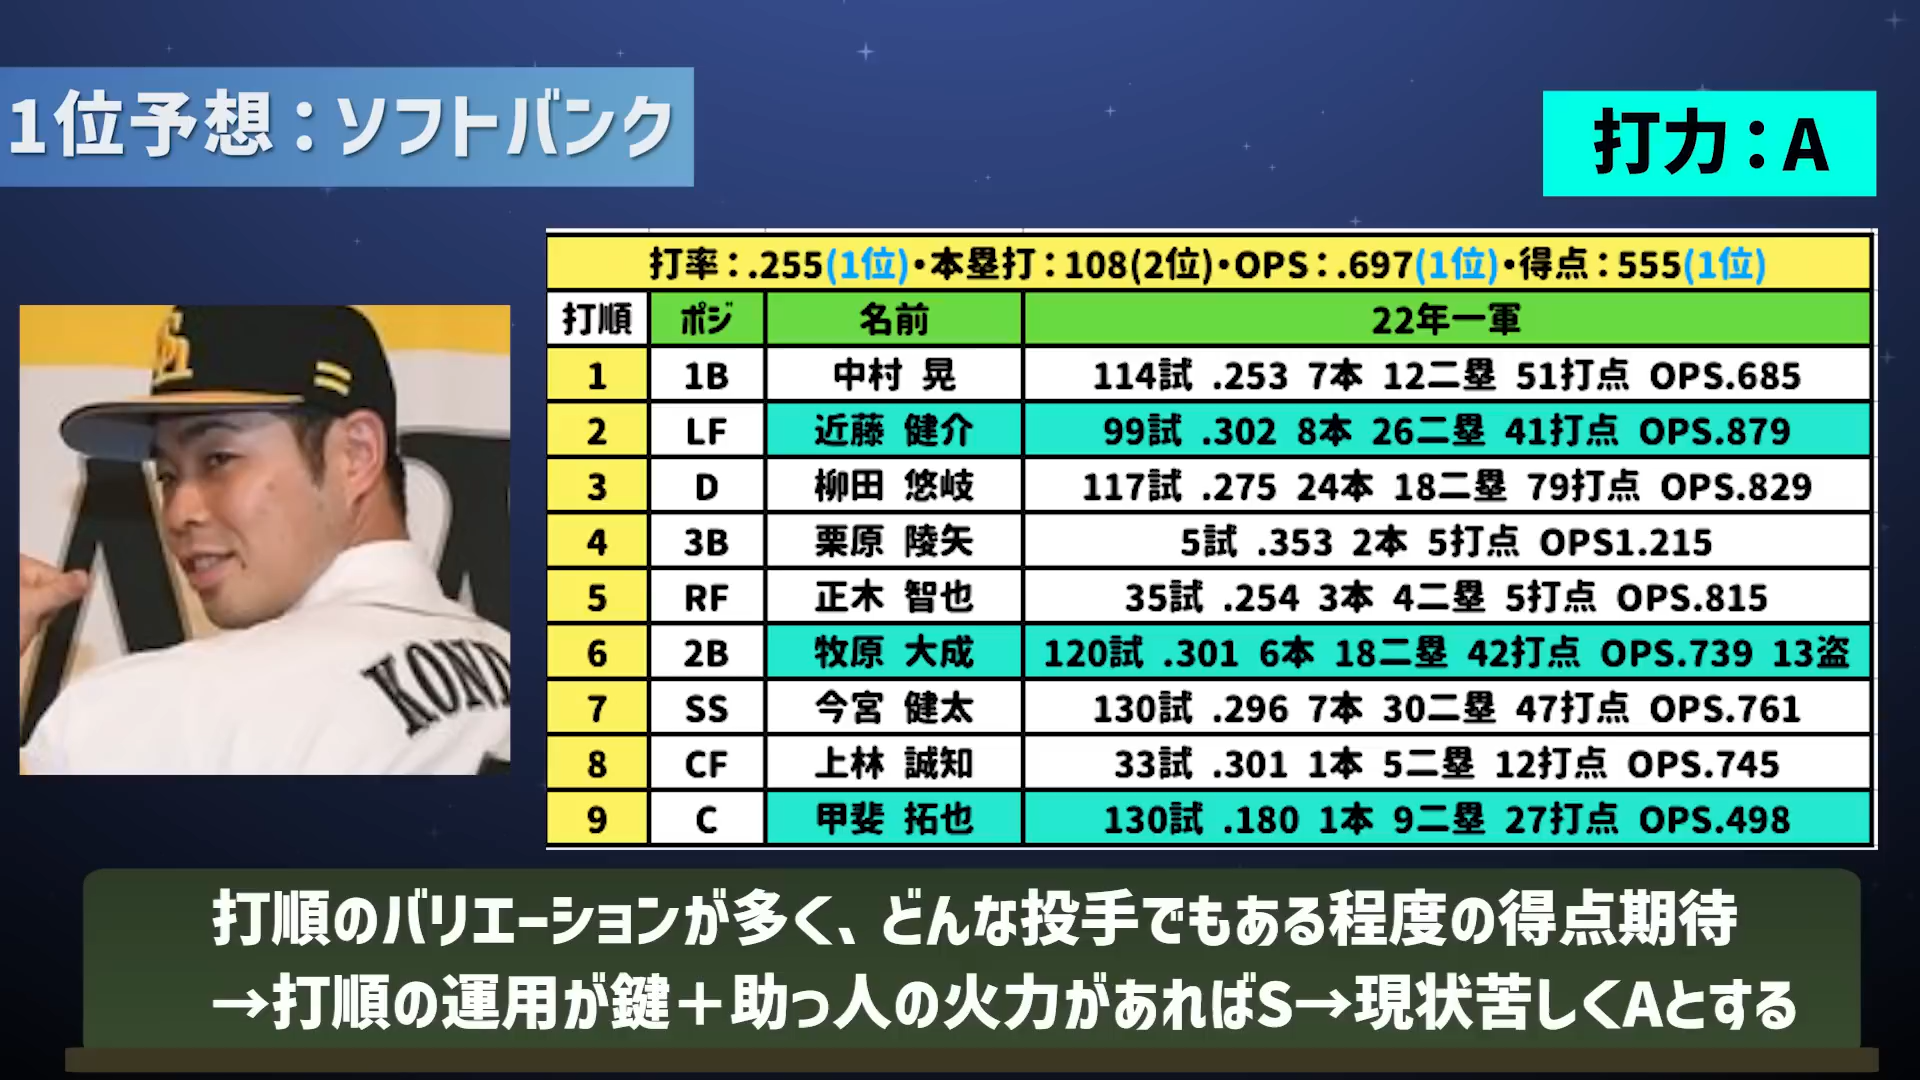 1位予想：ソフトバンク
打力：A
打率：.255(1位)・本塁打：108(2位)・OPS：.697(1位)・得点：555(1位)
打順 ポジ 名前 22年一軍
1 1B 中村 晃 114試 .253 7本 12二塁 51打点 OPS.685
2 LF 近藤 健介 99試 .302 8本 26二塁 41打点 OPS.879
3 D 柳田 悠岐 117試 .275 24本 18二塁 79打点 OPS.829
4 3B 栗原 陵矢 5試 .353 2本 5打点 OPS1.215
5 RF 正木 智也 35試 .254 3本 4二塁 5打点 OPS.815
6 2B 牧原 大成 120試 .301 6本 18二塁 42打点 OPS.739 13盗
7 SS 今宮 健太 130試 .296 7本 30二塁 47打点 OPS.761
8 CF 上林 誠知 33試 .301 1本 5二塁 12打点 OPS.745
9 C 甲斐 拓也 130試 .180 1本 9二塁 27打点 OPS.498
KOND
打順のバリエーションが多く、どんな投手でもある程度の得点期待
→打順の運用が鍵＋助っ人の火力があればS→現状苦しくAとする